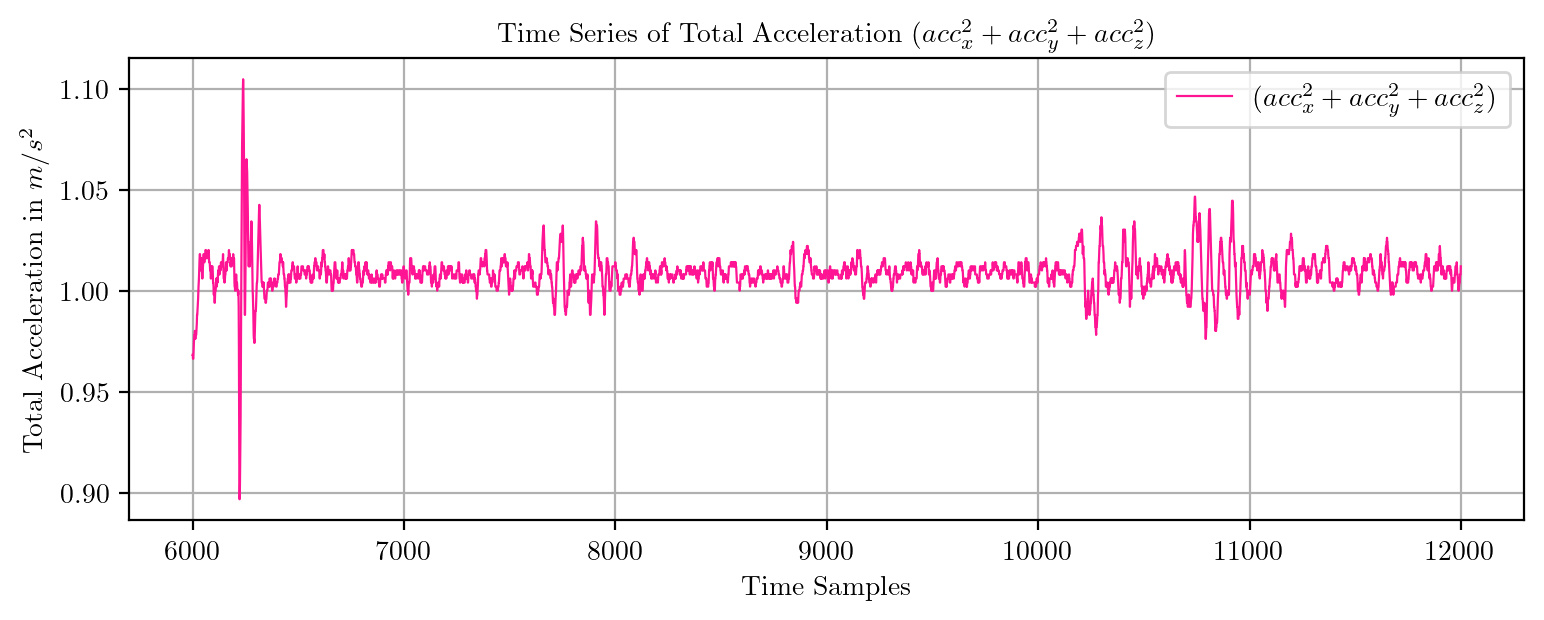 Time Series of Total Acceleration $(acc_x^2 + acc_y^2 + acc_z^2)$
$(acc_x^2 + acc_y^2 + acc_z^2)$
Total Acceleration in $m/s^2$
1.10
1.05
1.00
0.95
0.90
6000 7000 8000 9000 10000 11000 12000
Time Samples